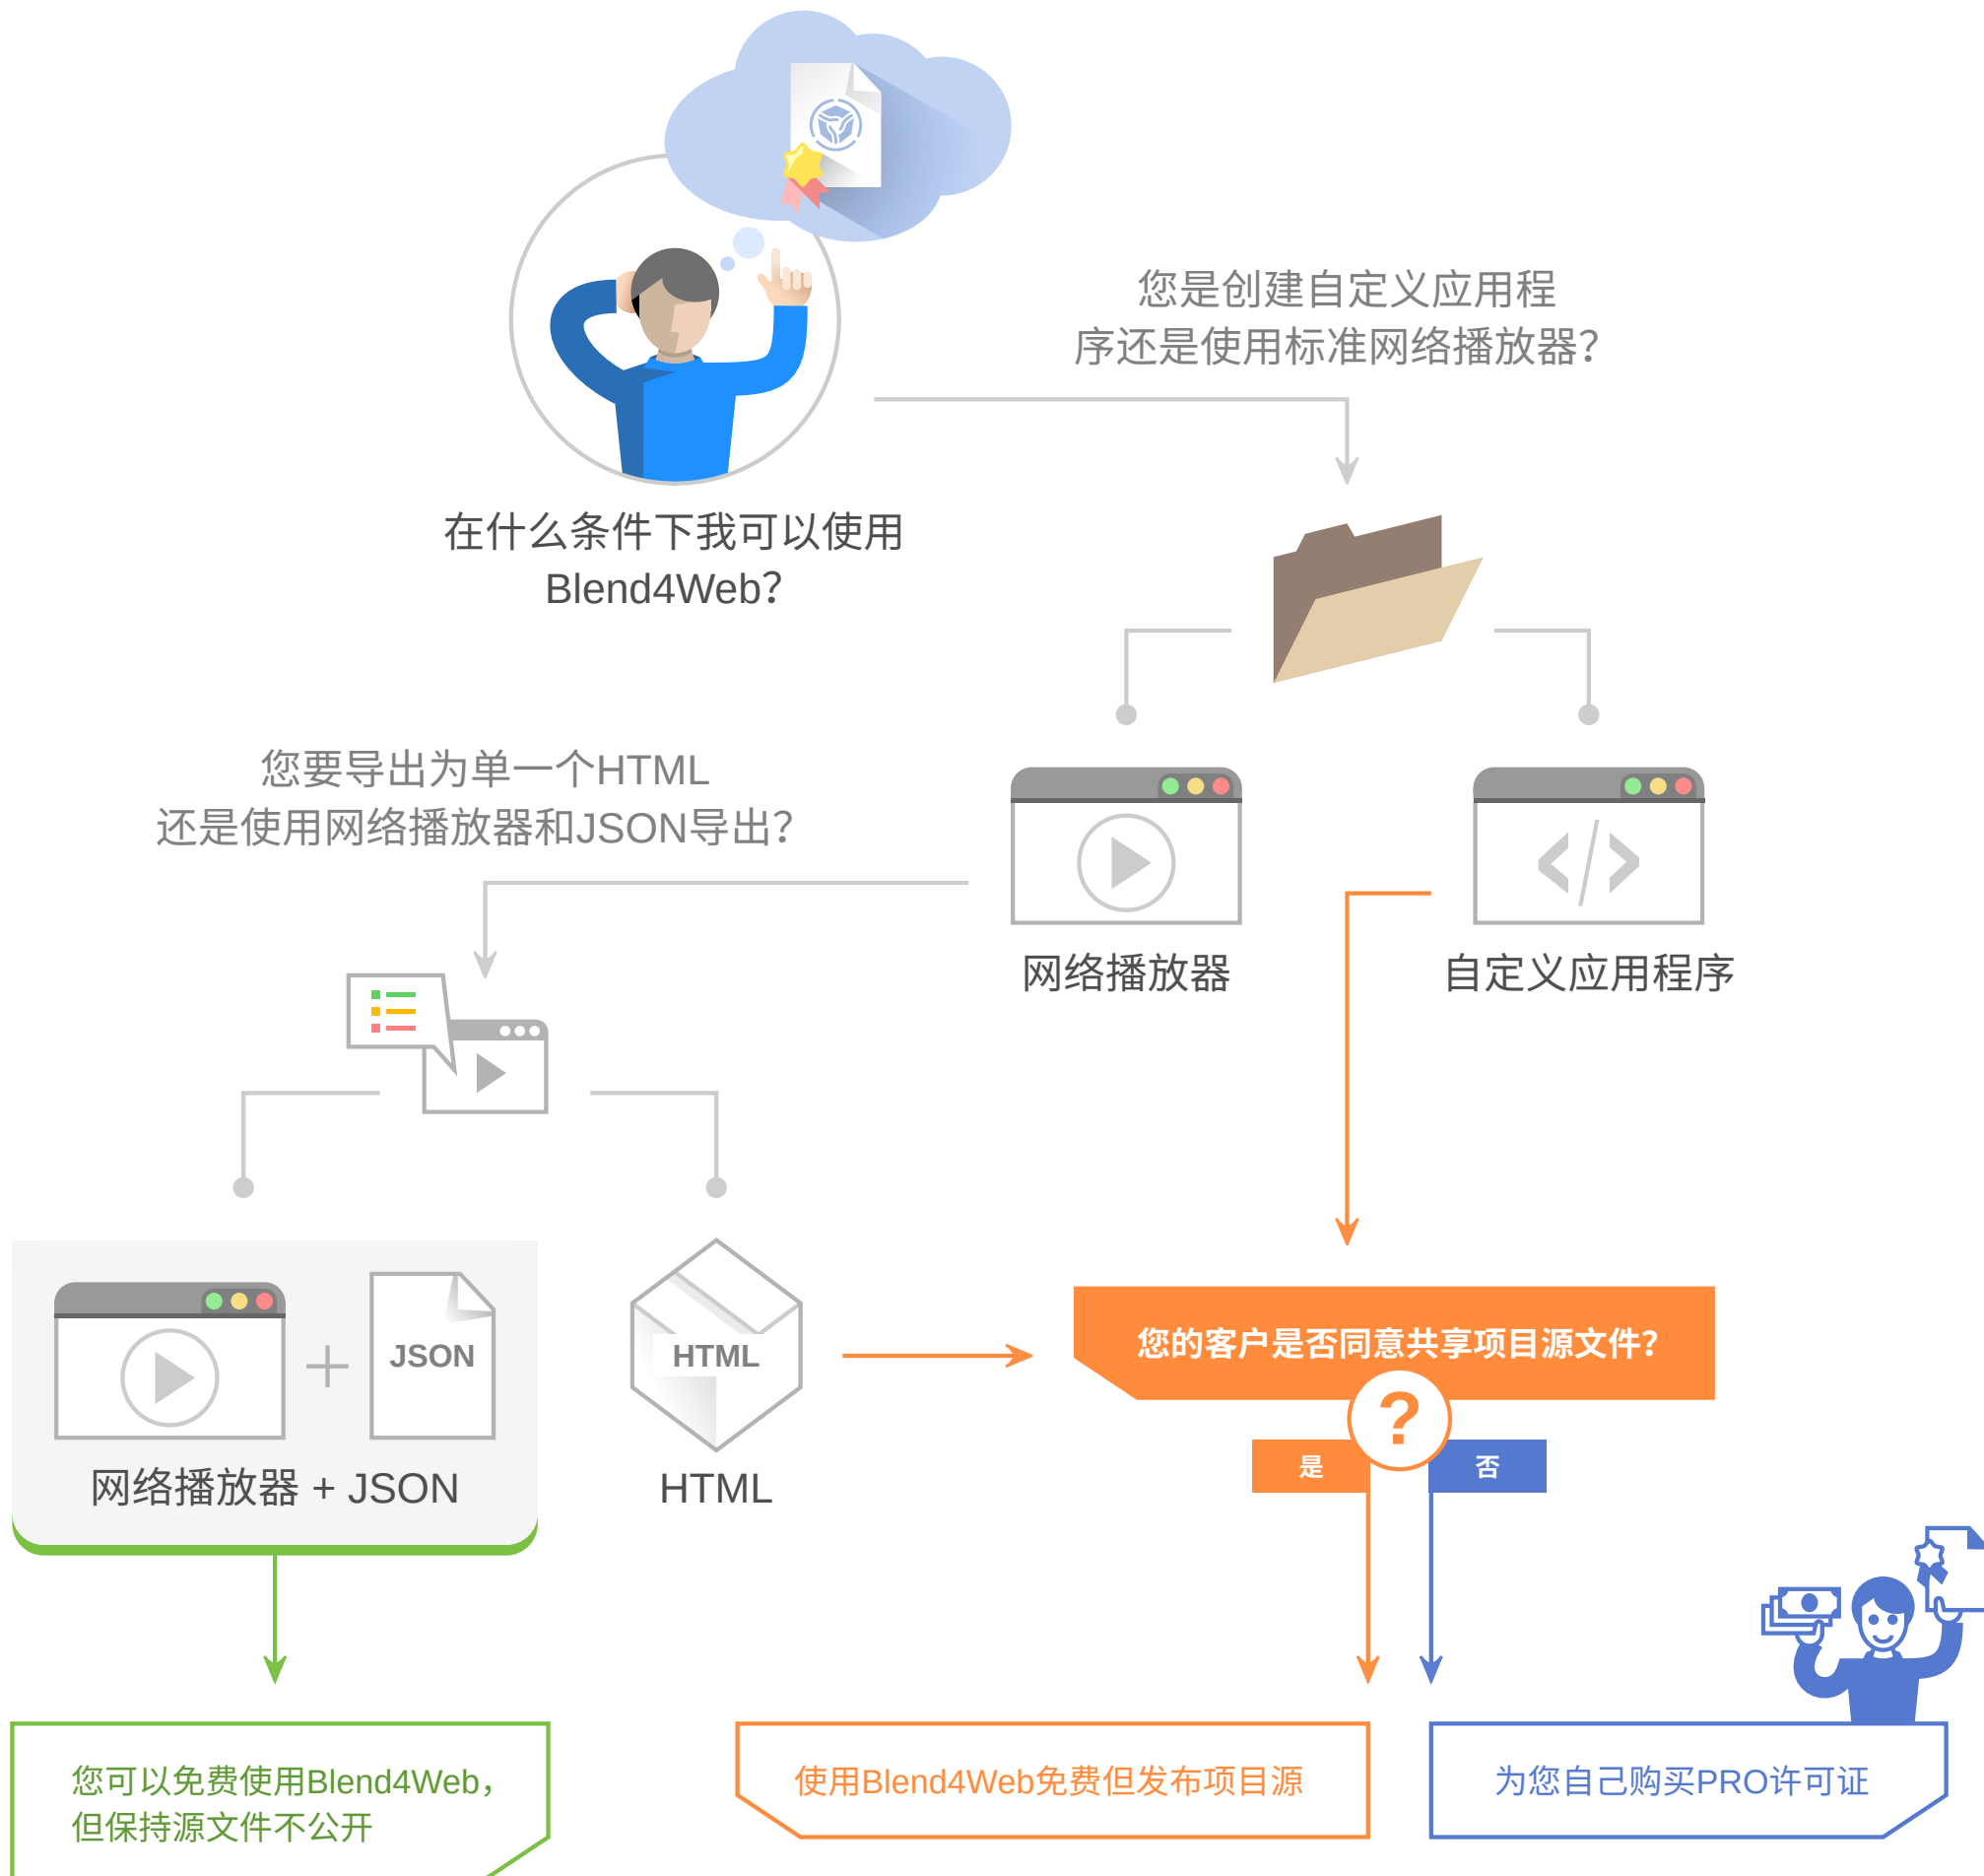 您是创建自定义应用程
序还是使用标准网络播放器？
在什么条件下我可以使用
Blend4Web？
您要导出为单一个HTML
还是使用网络播放器和JSON导出？
网络播放器
自定义应用程序
JSON
HTML
网络播放器 + JSON
HTML
您的客户是否同意共享项目源文件？
?
是
否
您可以免费使用Blend4Web，
但保持源文件不公开
使用Blend4Web免费但发布项目源
为您自己购买PRO许可证